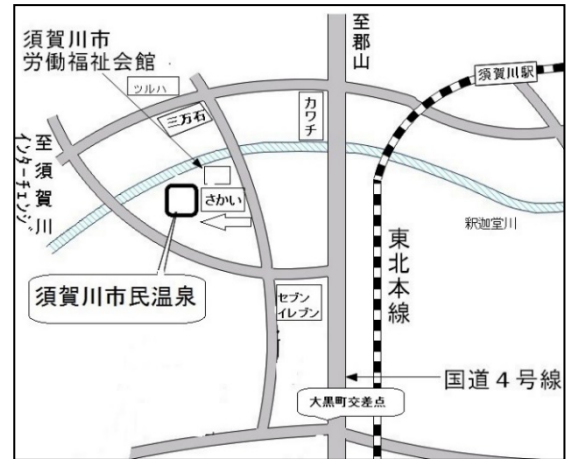 須賀川市
労働福祉会館
至郡山
須賀川駅
ツルハ
三万石
カワチ
至須賀川
インターチェンジ
さかい
釈迦堂川
須賀川市民温泉
東北本線
セブン
イレブン
国道４号線
大黒町交差点